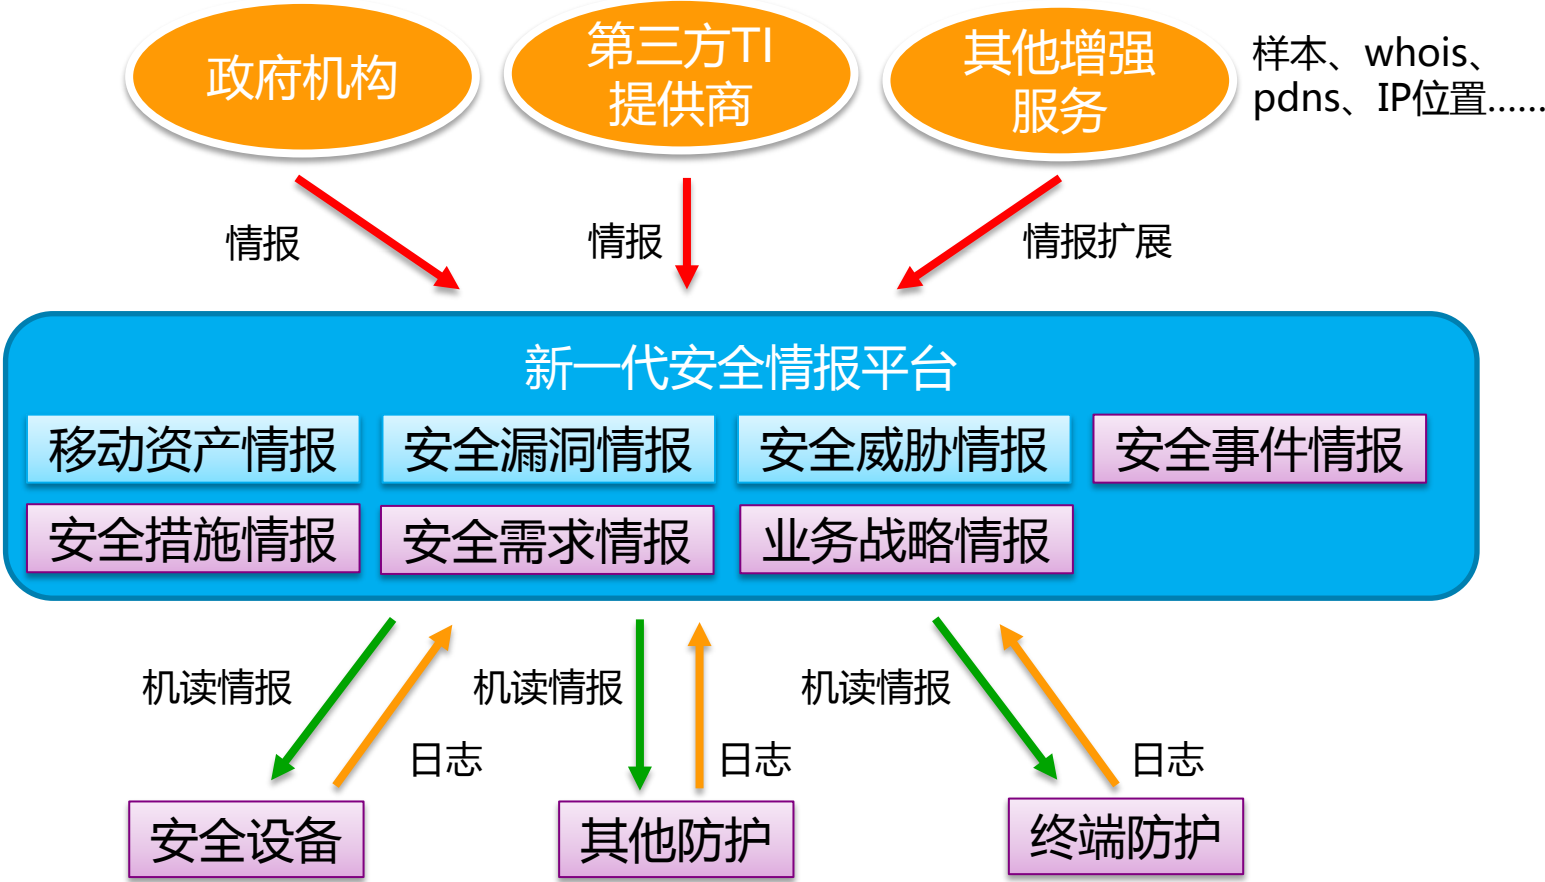 政府机构
第三方TI
提供商
其他增强
服务
样本、whois、
pdns、IP位置......
情报
情报
情报扩展
新一代安全情报平台
移动资产情报
安全漏洞情报
安全威胁情报
安全事件情报
安全措施情报
安全需求情报
业务战略情报
机读情报
机读情报
机读情报
日志
日志
日志
安全设备
其他防护
终端防护